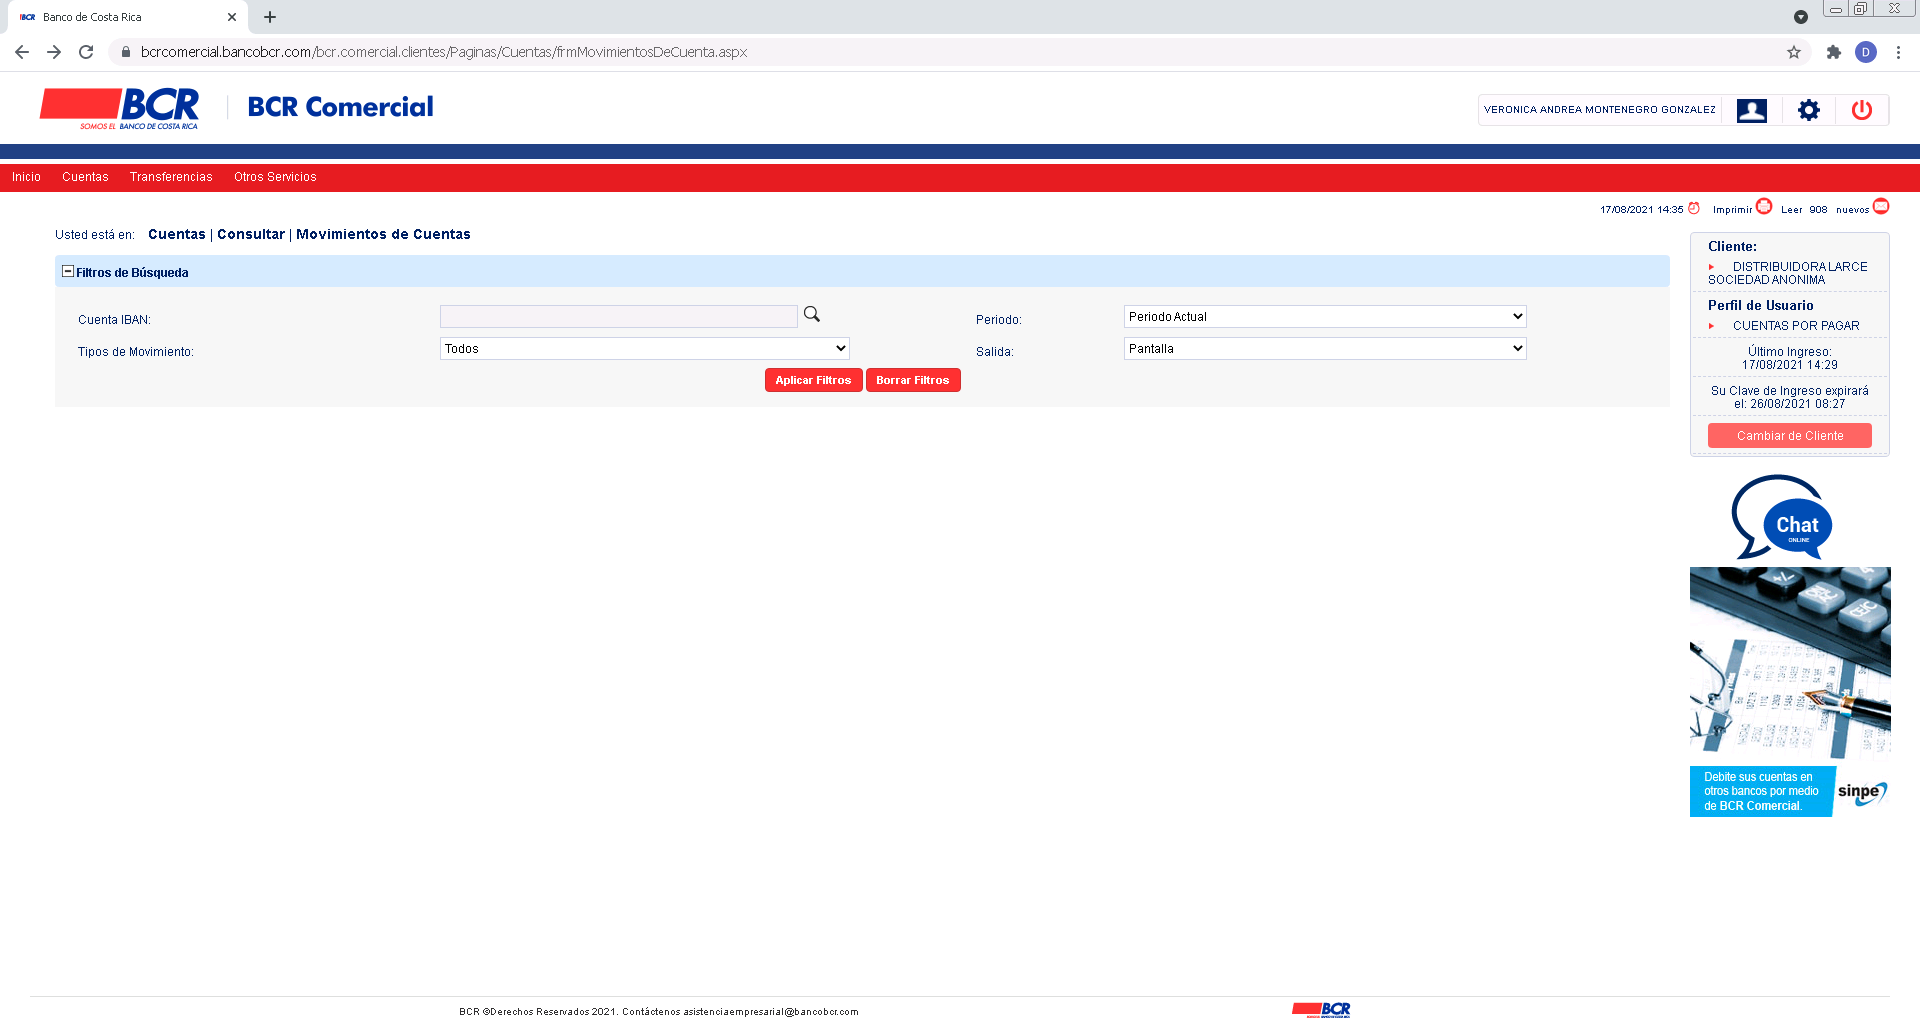 BCR Banco de Costa Rica
bcrcomercial.bancobcr.com/bcr.comercial.clientes/Paginas/Cuentas/frmMovimientosDeCuenta.aspx
D
BCR
SOMOS EL BANCO DE COSTA RICA
BCR Comercial
VERONICA ANDREA MONTENEGRO GONZALEZ
Inicio Cuentas Transferencias Otros Servicios
17/08/2021 14:35 Imprimir Leer 908 nuevos
Usted está en: Cuentas | Consultar | Movimientos de Cuentas
Filtros de Búsqueda
Cuenta IBAN:
Periodo: Periodo Actual
Tipos de Movimiento: Todos
Salida: Pantalla
Aplicar Filtros Borrar Filtros
Cliente:
DISTRIBUIDORA LARCE
SOCIEDAD ANONIMA
Perfil de Usuario
CUENTAS POR PAGAR
Último Ingreso:
17/08/2021 14:29
Su Clave de Ingreso expirará
el: 26/08/2021 08:27
Cambiar de Cliente
Chat
ONLINE
Debite sus cuentas en
otros bancos por medio
de BCR Comercial.
sinpe
BCR ©Derechos Reservados 2021. Contáctenos asistenciaempresarial@bancobcr.com
BCR